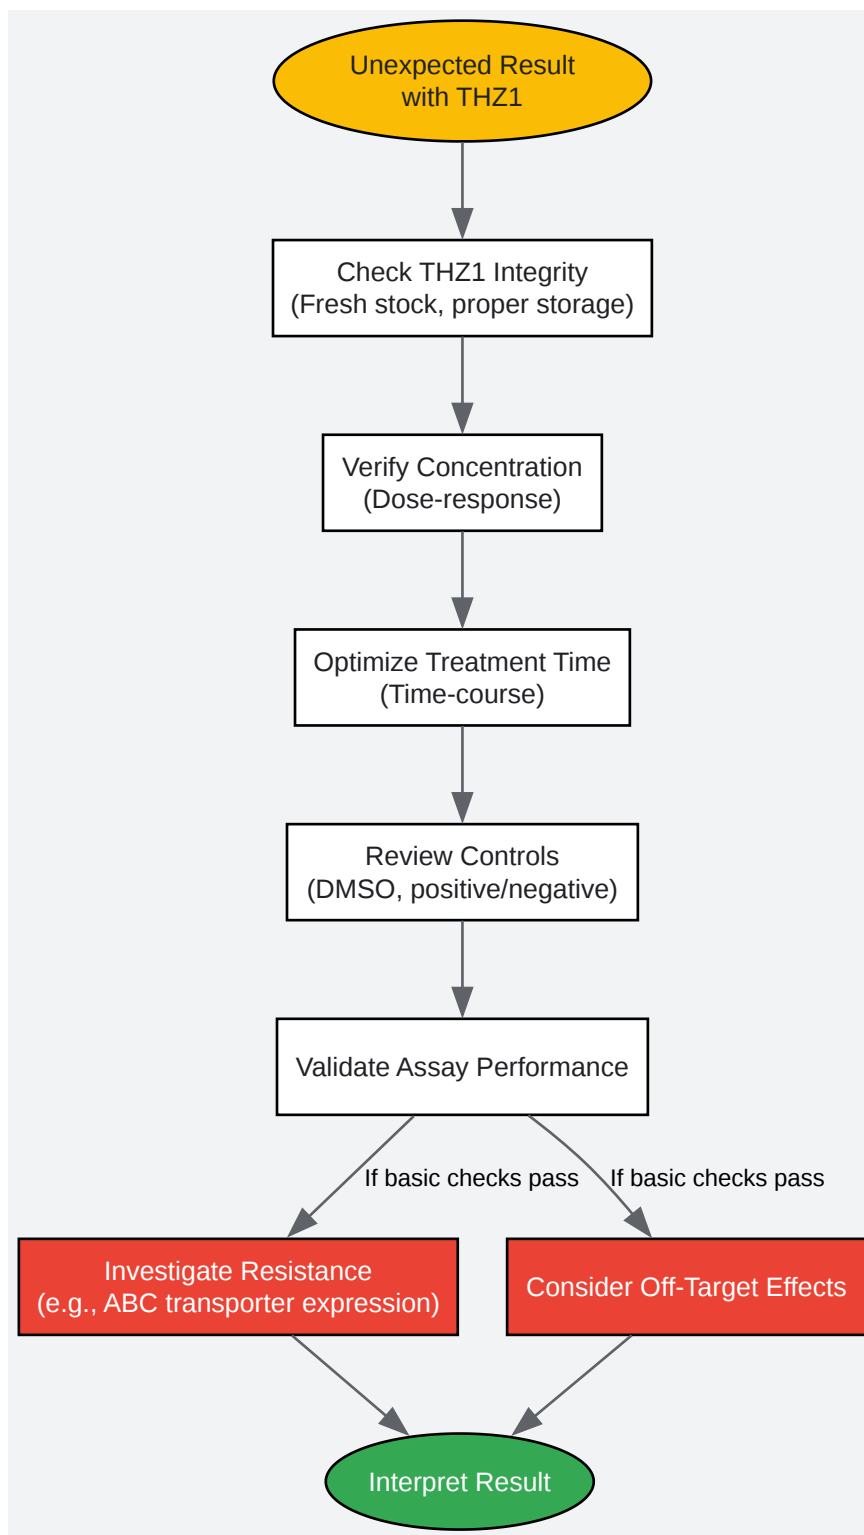 Unexpected Result
with THZ1
Check THZ1 Integrity
(Fresh stock, proper storage)
Verify Concentration
(Dose-response)
Optimize Treatment Time
(Time-course)
Review Controls
(DMSO, positive/negative)
Validate Assay Performance
If basic checks pass
If basic checks pass
Investigate Resistance
(e.g., ABC transporter expression)
Consider Off-Target Effects
Interpret Result